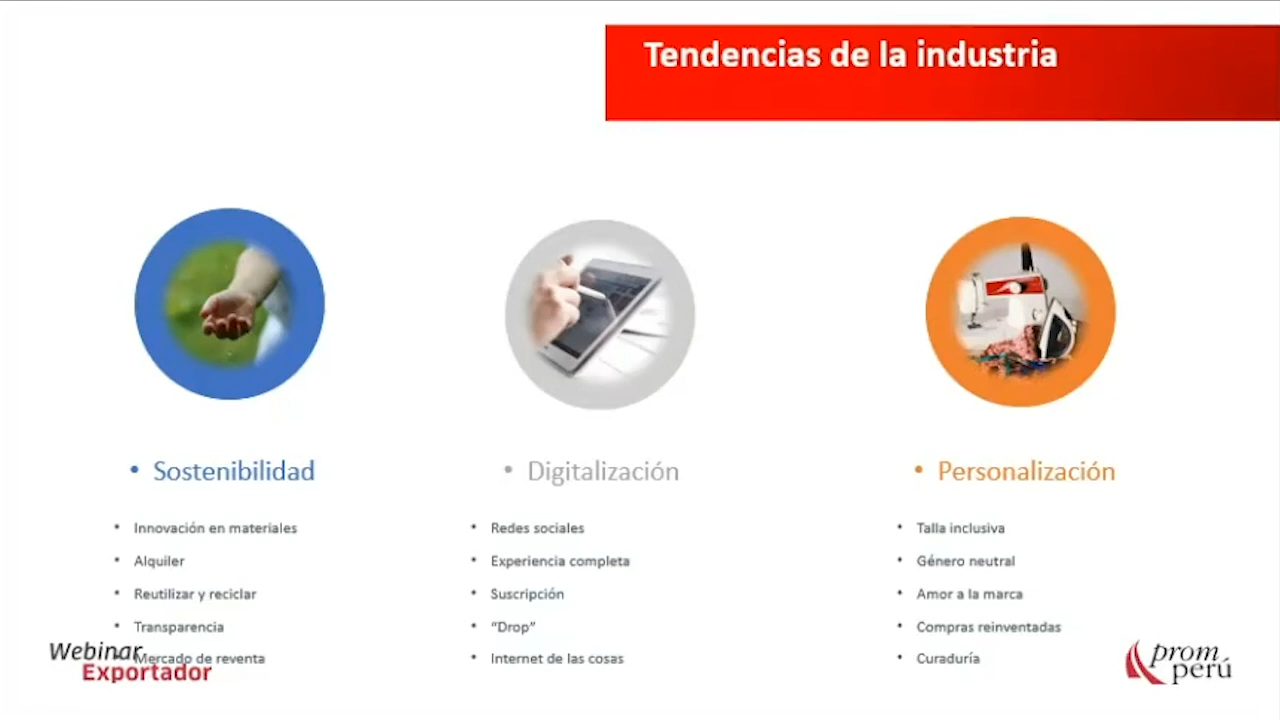 Tendencias de la industria
• Sostenibilidad
• Innovación en materiales
• Alquiler
• Reutilizar y reciclar
• Transparencia
• Mercado de reventa
• Digitalización
• Redes sociales
• Experiencia completa
• Suscripción
• “Drop”
• Internet de las cosas
• Personalización
• Talla inclusiva
• Género neutral
• Amor a la marca
• Compras reinventadas
• Curaduría
Webinar
Exportador
prom
perú